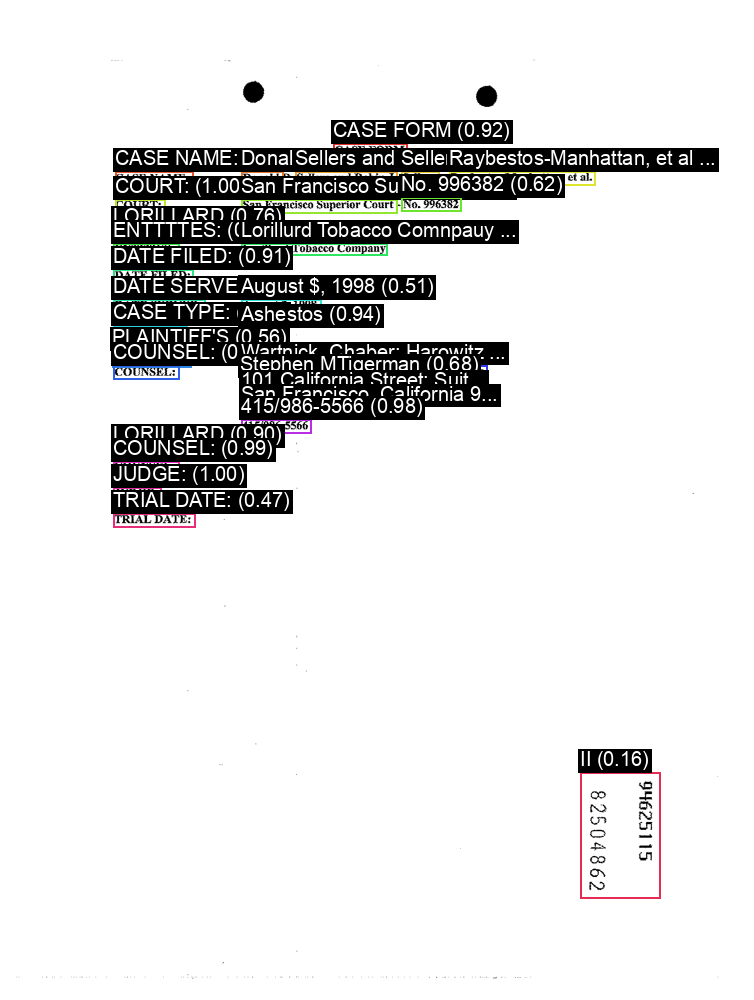 CASE FORM (0.92)
CASE NAME: Donal Sellers and Selle Raybestos-Manhattan, et al ...
et al.
COURT: (1.00 San Francisco Su No. 996382 (0.62)
San Francisco Superior Court - No. 996382
LORILLARD (0.76)
ENTTTTES: (( Lorillurd Tobacco Comnpauy ...
Tobacco Company
DATE FILED: (0.91)
DATE FILED:
DATE SERVE August $, 1998 (0.51)
CASE TYPE: Ashestos (0.94)
PLAINTIFF'S (0.56)
COUNSEL: (0 Wartnick, Chaber; Harowitz ...
Stephen MTigerman (0.68)
COUNSEL:
101 California Street; Suit...
San Francisco, California 9...
415/986-5566 (0.98)
5566
LORILLARD (0.90)
COUNSEL: (0.99)
JUDGE: (1.00)
TRIAL DATE: (0.47)
TRIAL DATE:
II (0.16)
94625115
82504862